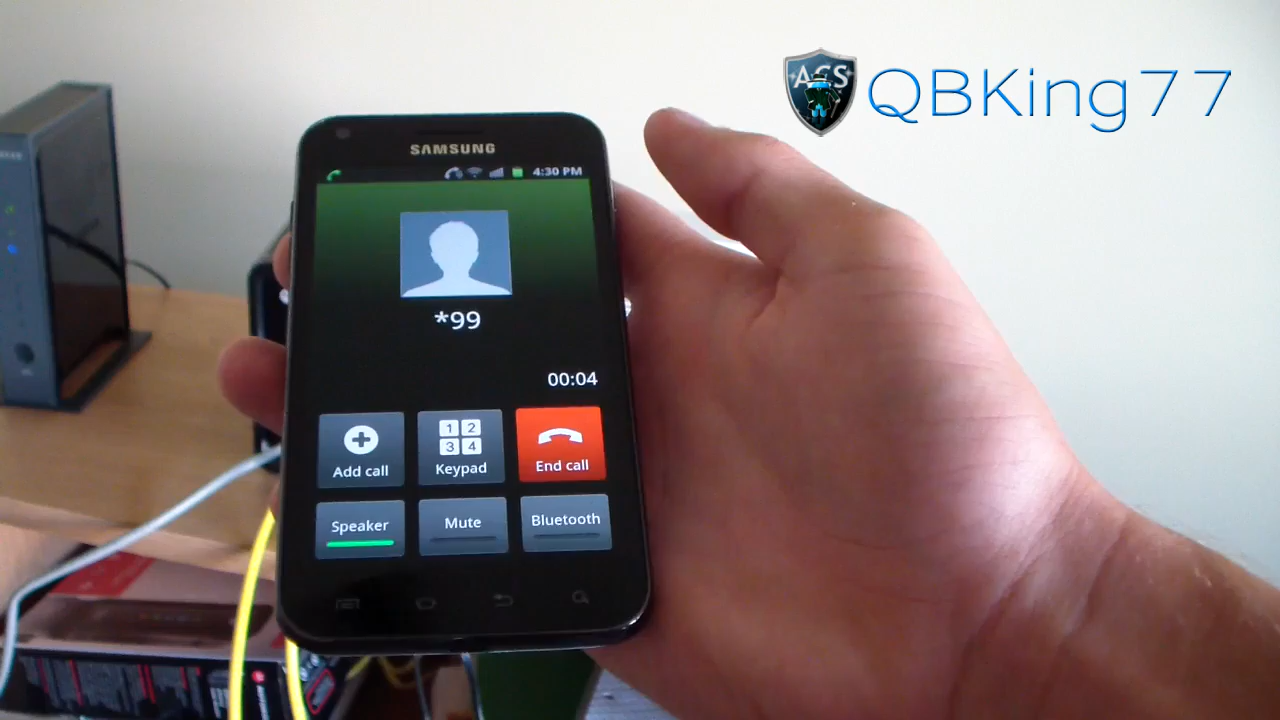 ACS QBKing77
SAMSUNG
4:30 PM
*99
00:04
Add call
1 2
3 4
Keypad
End call
Speaker
Mute
Bluetooth